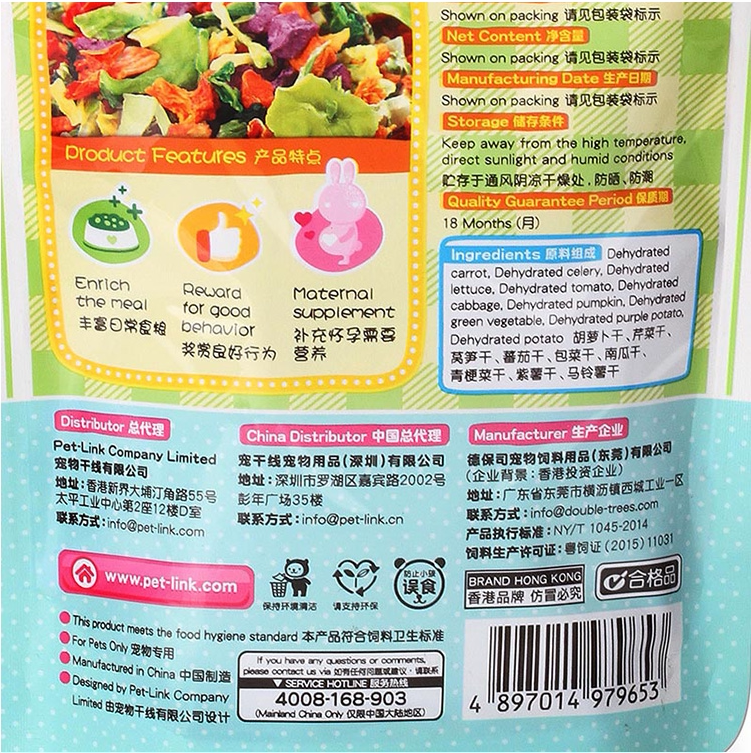 Shown on packing 请见包装袋标示
Net Content 净含量
Shown on packing 请见包装袋标示
Manufacturing Date 生产日期
Shown on packing 请见包装袋标示
Storage 储存条件
Keep away from the high temperature,
direct sunlight and humid conditions
贮存于通风阴凉干燥处，防晒、防潮
Quality Guarantee Period 保质期
18 Months (月)
Product Features 产品特点
Enrich
the meal
丰富日常食粮
Reward
for good
behavior
奖赏良好行为
Maternal
supplement
补充怀孕需要
营养
Ingredients 原料组成 Dehydrated
carrot, Dehydrated celery, Dehydrated
lettuce, Dehydrated tomato, Dehydrated
cabbage, Dehydrated pumpkin, Dehydrated
green vegetable, Dehydrated purple potato,
Dehydrated potato 胡萝卜干、芹菜干、
莴笋干、蕃茄干、包菜干、南瓜干、
青梗菜干、紫薯干、马铃薯干
Distributor 总代理
Pet-Link Company Limited
宠物干线有限公司
地址:香港新界大埔汀角路55号
太平工业中心第2座12楼D室
联系方式:info@pet-link.com
China Distributor 中国总代理
宠干线宠物用品(深圳)有限公司
地址:深圳市罗湖区嘉宾路2002号
彭年广场35楼
联系方式:info@pet-link.cn
Manufacturer 生产企业
德保司宠物饲料用品(东莞)有限公司
(企业背景:香港投资企业)
地址:广东省东莞市横沥镇西城工业一区
联系方式:info@double-trees.com
产品执行标准:NY/T 1045-2014
饲料生产许可证:粤饲证(2015)11031
www.pet-link.com
保持环境清洁
请支持环保
防止小孩
误食
BRAND HONG KONG
香港品牌 仿冒必究
合格品
This product meets the food hygiene standard 本产品符合饲料卫生标准
For Pets Only 宠物专用
Manufactured in China 中国制造
Designed by Pet-Link Company
Limited 由宠物干线有限公司设计
If you have any questions or comments,
please contact us via 如有任何问题或建议，请联系
▼ SERVICE HOTLINE 服务热线
4008-168-903
(Mainland China Only 仅限中国大陆地区)
4 897014 979653